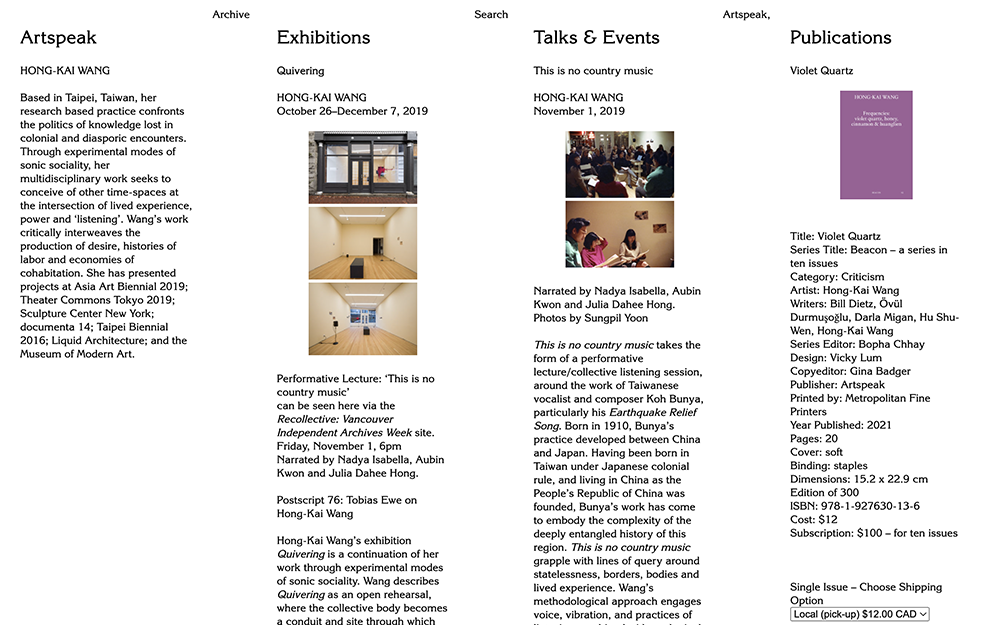 Archive
Search
Artspeak,
Artspeak
HONG-KAI WANG
Based in Taipei, Taiwan, her
research based practice confronts
the politics of knowledge lost in
colonial and diasporic encounters.
Through experimental modes of
sonic sociality, her
multidisciplinary work seeks to
conceive of other time-spaces at
the intersection of lived experience,
power and ‘listening’. Wang’s work
critically interweaves the
production of desire, histories of
labor and economies of
cohabitation. She has presented
projects at Asia Art Biennial 2019;
Theater Commons Tokyo 2019;
Sculpture Center New York;
documenta 14; Taipei Biennial
2016; Liquid Architecture; and the
Museum of Modern Art.
Exhibitions
Quivering
HONG-KAI WANG
October 26–December 7, 2019
Performative Lecture: ‘This is no
country music’
can be seen here via the
Recollective: Vancouver
Independent Archives Week site.
Friday, November 1, 6pm
Narrated by Nadya Isabella, Aubin
Kwon and Julia Dahee Hong.
Postscript 76: Tobias Ewe on
Hong-Kai Wang
Hong-Kai Wang’s exhibition
Quivering is a continuation of her
work through experimental modes
of sonic sociality. Wang describes
Quivering as an open rehearsal,
where the collective body becomes
a conduit and site through which
Talks & Events
This is no country music
HONG-KAI WANG
November 1, 2019
Narrated by Nadya Isabella, Aubin
Kwon and Julia Dahee Hong.
Photos by Sungpil Yoon
This is no country music takes the
form of a performative
lecture/collective listening session,
around the work of Taiwanese
vocalist and composer Koh Bunya,
particularly his Earthquake Relief
Song. Born in 1910, Bunya’s
practice developed between China
and Japan. Having been born in
Taiwan under Japanese colonial
rule, and living in China as the
People’s Republic of China was
founded, Bunya’s work has come
to embody the complexity of the
deeply entangled history of this
region. This is no country music
grapple with lines of query around
statelessness, borders, bodies and
lived experience. Wang’s
methodological approach engages
voice, vibration, and practices of
Publications
Violet Quartz
HONG-KAI WANG
Frequencies:
violet quartz, honey,
cinnamon & huanglien
Title: Violet Quartz
Series Title: Beacon – a series in
ten issues
Category: Criticism
Artist: Hong-Kai Wang
Writers: Bill Dietz, Övül
Durmuşoğlu, Darla Migan, Hu Shu-
Wen, Hong-Kai Wang
Series Editor: Bopha Chhay
Design: Vicky Lum
Copyeditor: Gina Badger
Publisher: Artspeak
Printed by: Metropolitan Fine
Printers
Year Published: 2021
Pages: 20
Cover: soft
Binding: staples
Dimensions: 15.2 x 22.9 cm
Edition of 300
ISBN: 978-1-927630-13-6
Cost: $12
Subscription: $100 – for ten issues
Single Issue – Choose Shipping
Option
Local (pick-up) $12.00 CAD